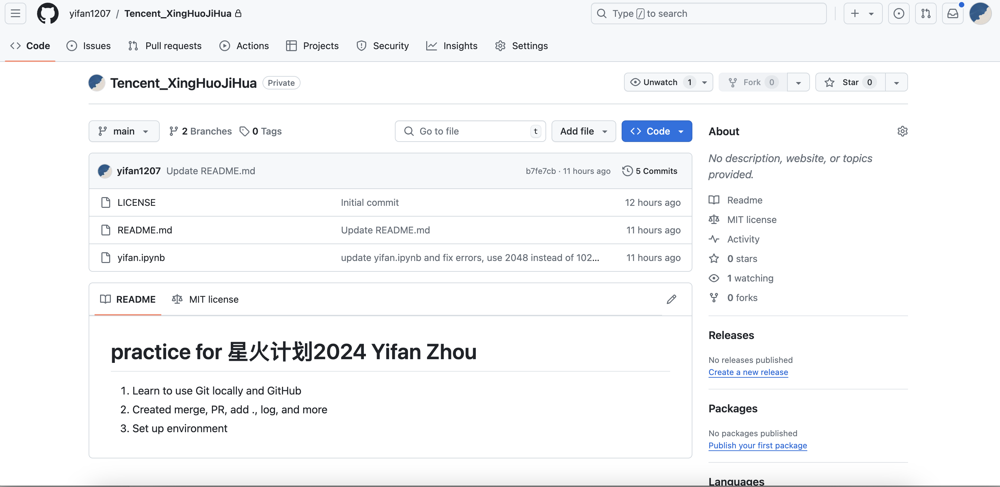 yifan1207 / Tencent_XingHuoJiHua
Type / to search
Code Issues Pull requests Actions Projects Security Insights Settings
Tencent_XingHuoJiHua Private
Unwatch 1 Fork 0 Star 0
main 2 Branches 0 Tags
Go to file t Add file Code
yifan1207 Update README.md b7fe7cb · 11 hours ago 5 Commits
LICENSE Initial commit 12 hours ago
README.md Update README.md 11 hours ago
yifan.ipynb update yifan.ipynb and fix errors, use 2048 instead of 102... 11 hours ago
README MIT license
practice for 星火计划2024 Yifan Zhou
1. Learn to use Git locally and GitHub
2. Created merge, PR, add ., log, and more
3. Set up environment
About
No description, website, or topics
provided.
Readme
MIT license
Activity
0 stars
1 watching
0 forks
Releases
No releases published
Create a new release
Packages
No packages published
Publish your first package
Languages